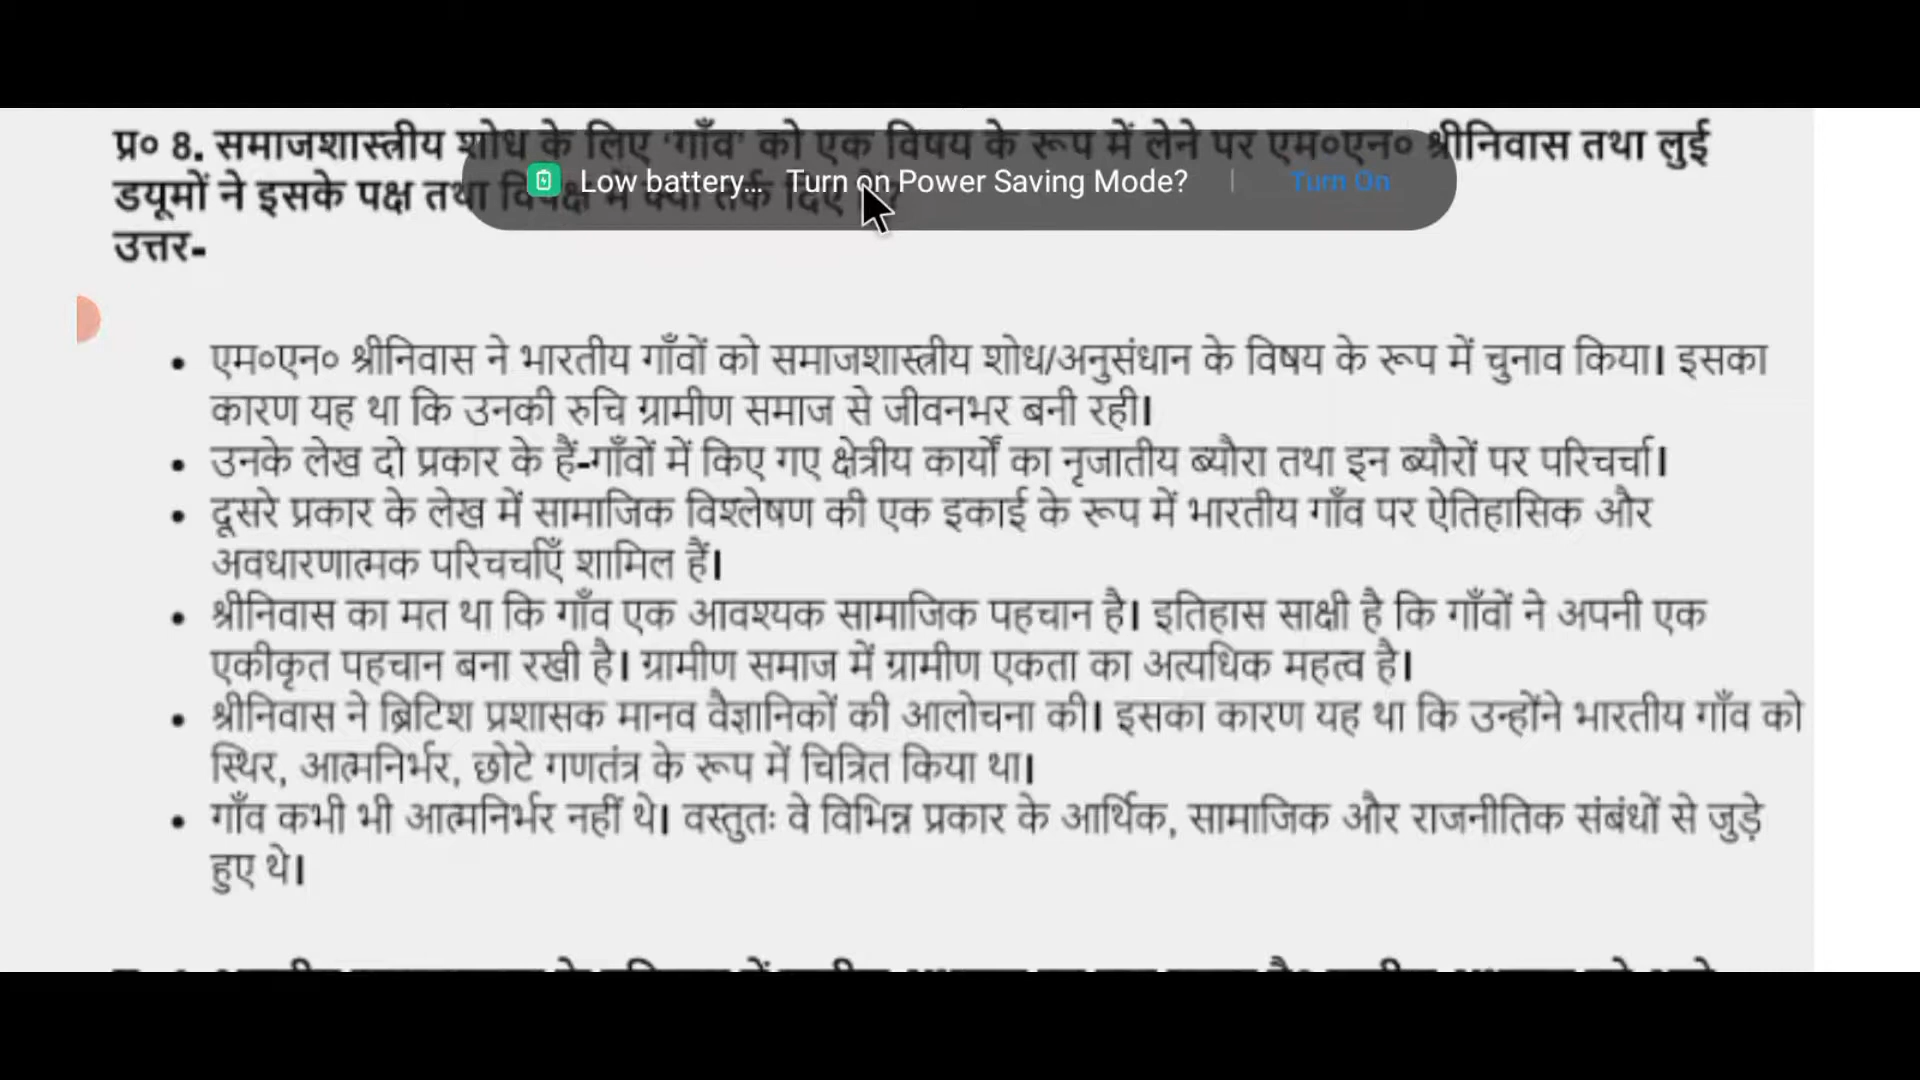 प्र० 8. समाजशास्त्रीय शोध के लिए ‘गाँव’ को एक विषय के रूप में लेने पर एम०एन० श्रीनिवास तथा लुई
डयूमों ने इसके पक्ष तथा विपक्ष में क्या तर्क दिए हैं?
Low battery... Turn on Power Saving Mode? | Turn On
उत्तर-
• एम०एन० श्रीनिवास ने भारतीय गाँवों को समाजशास्त्रीय शोध/अनुसंधान के विषय के रूप में चुनाव किया। इसका
कारण यह था कि उनकी रुचि ग्रामीण समाज से जीवनभर बनी रही।
• उनके लेख दो प्रकार के हैं-गाँवों में किए गए क्षेत्रीय कार्यों का नृजातीय ब्यौरा तथा इन ब्यौरों पर परिचर्चा।
• दूसरे प्रकार के लेख में सामाजिक विश्लेषण की एक इकाई के रूप में भारतीय गाँव पर ऐतिहासिक और
अवधारणात्मक परिचर्चाएँ शामिल हैं।
• श्रीनिवास का मत था कि गाँव एक आवश्यक सामाजिक पहचान है। इतिहास साक्षी है कि गाँवों ने अपनी एक
एकीकृत पहचान बना रखी है। ग्रामीण समाज में ग्रामीण एकता का अत्यधिक महत्व है।
• श्रीनिवास ने ब्रिटिश प्रशासक मानव वैज्ञानिकों की आलोचना की। इसका कारण यह था कि उन्होंने भारतीय गाँव को
स्थिर, आत्मनिर्भर, छोटे गणतंत्र के रूप में चित्रित किया था।
• गाँव कभी भी आत्मनिर्भर नहीं थे। वस्तुतः वे विभिन्न प्रकार के आर्थिक, सामाजिक और राजनीतिक संबंधों से जुड़े
हुए थे।